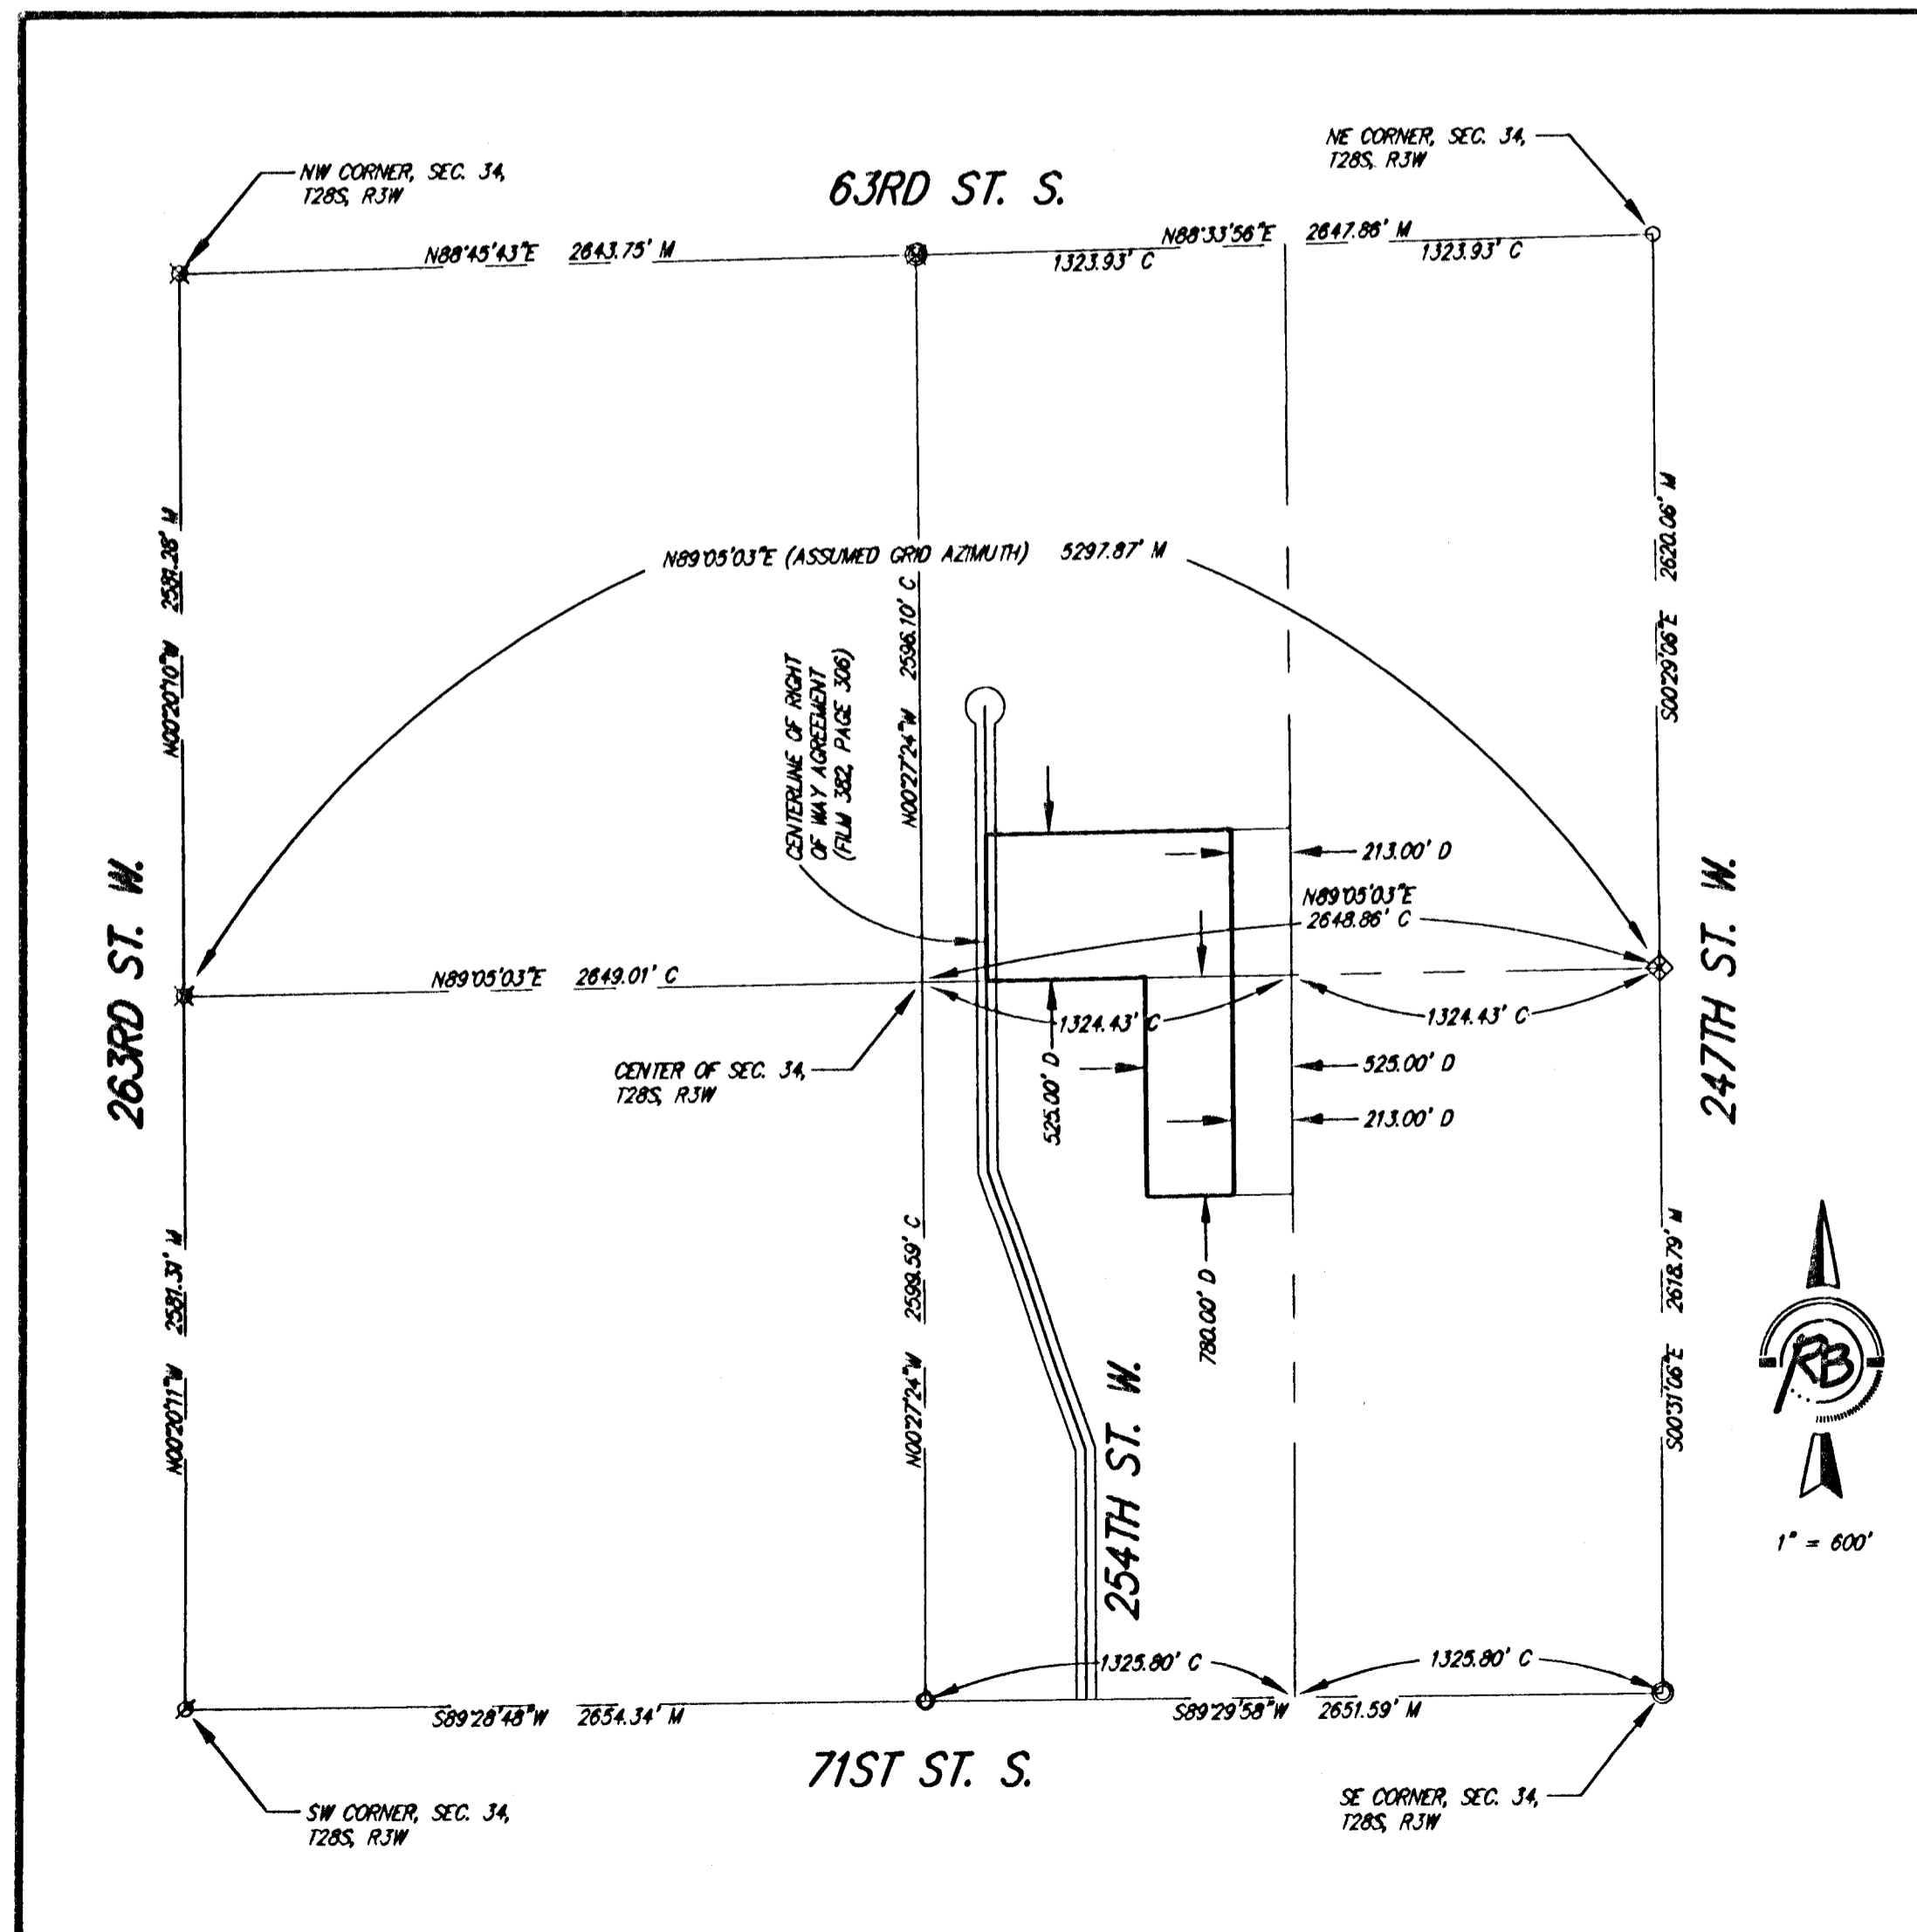 NE CORNER, SEC. 34,
T28S, R3W
NW CORNER, SEC. 34,
T28S, R3W
63RD ST. S.
N88°45'43"E 2643.75' M
N88°33'56"E 2647.86' M
1323.93' C
1323.93' C
N00°20'10"W 2581.28' M
N89°05'03"E (ASSUMED GRID AZIMUTH) 5297.87' M
N00°27'24"W 2596.10' C
S00°29'06"E 2620.06' M
CENTERLINE OF RIGHT
OF WAY AGREEMENT
(FILM 382, PAGE 306)
213.00' D
N89°05'03"E
2648.86' C
263RD ST. W.
247TH ST. W.
N89°05'03"E 2649.01' C
1324.43' C
1324.43' C
CENTER OF SEC. 34,
T28S, R3W
525.00' D
525.00' D
213.00' D
780.00' D
N00°20'11"W 2581.31' M
N00°27'24"W 2599.59' C
S00°31'06"E 2618.79' M
RB
254TH ST. W.
1" = 600'
1325.80' C
1325.80' C
S89°28'48"W 2654.34' M
S89°29'58"W 2651.59' M
71ST ST. S.
SW CORNER, SEC. 34,
T28S, R3W
SE CORNER, SEC. 34,
T28S, R3W